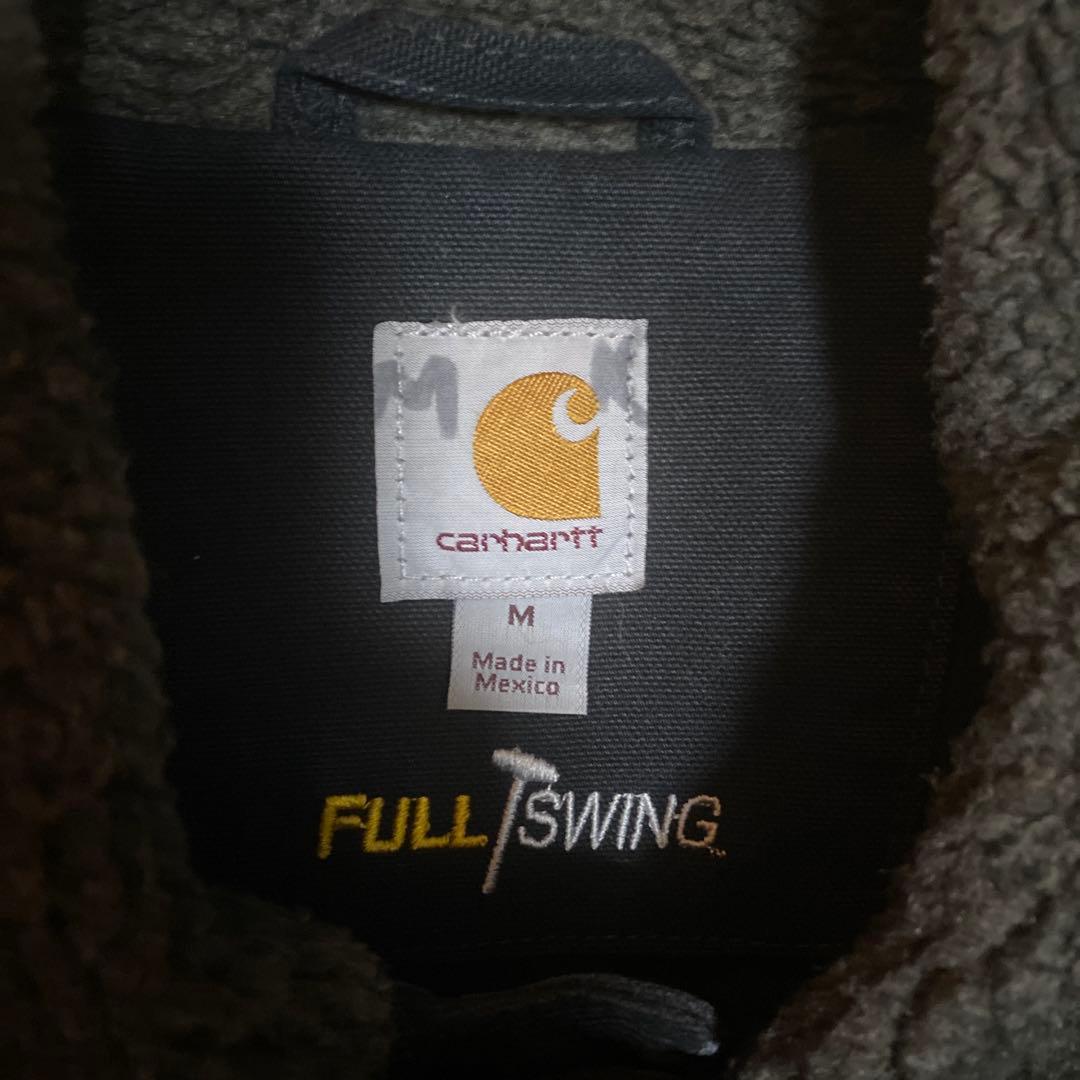 M
carhartt
M
Made in
Mexico
FULL SWING